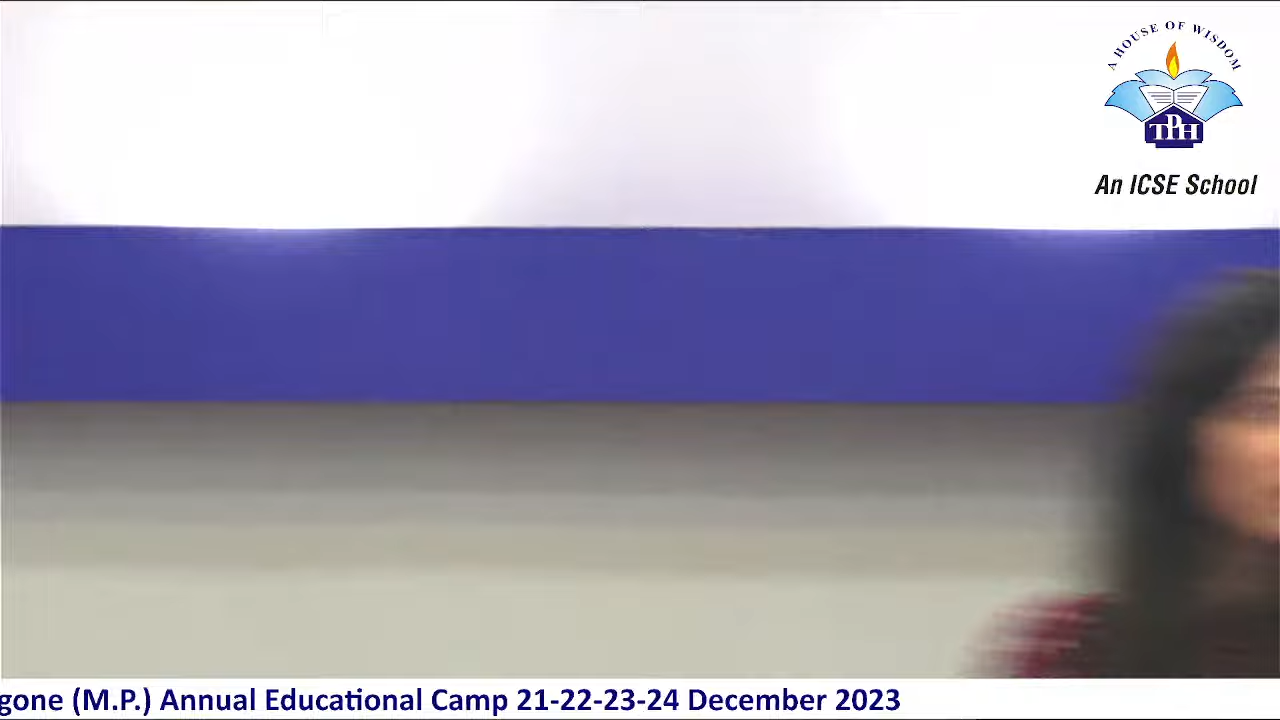 A HOUSE OF WISDOM
TPH
An ICSE School
gone (M.P.) Annual Educational Camp 21-22-23-24 December 2023